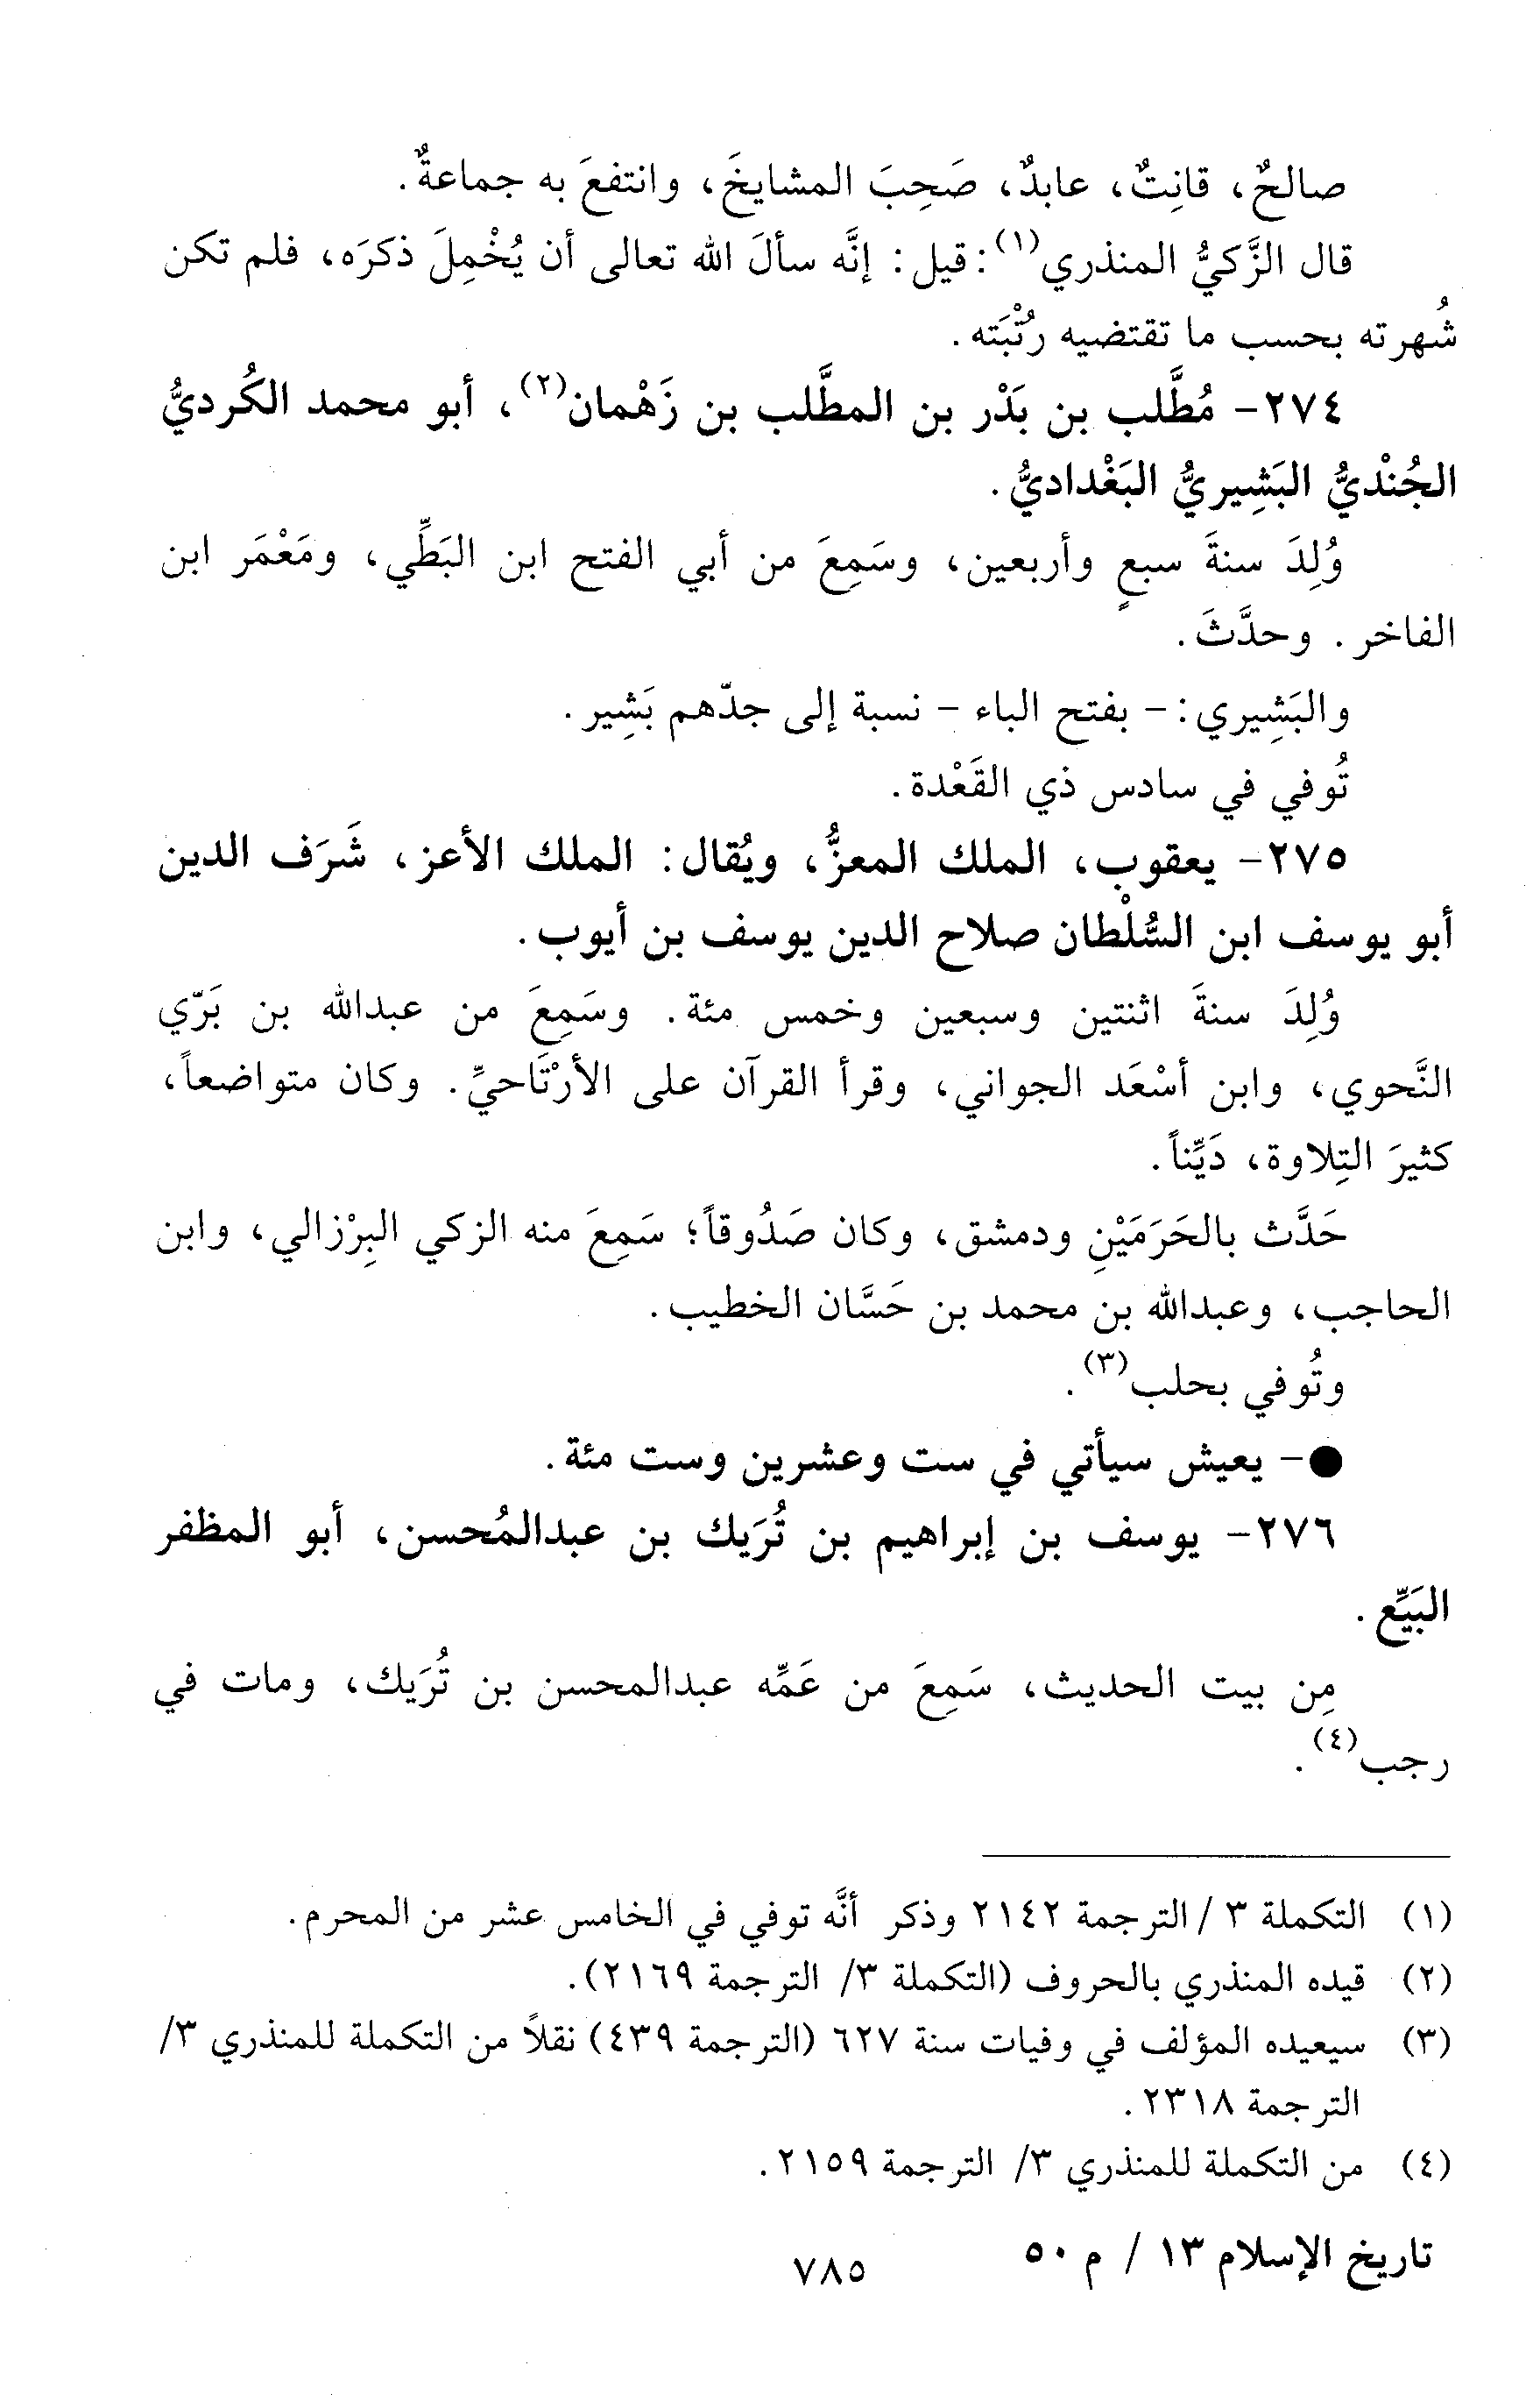 صالحٌ، قانِتٌ، عابدٌ، صَحِبَ المشايخَ، وانتفعَ به جماعةٌ.
قال الزَّكيُّ المنذري(١): قيل: إنَّه سألَ الله تعالى أن يُخْمِلَ ذكرَه، فلم تكن
شُهرته بحسب ما تقتضيه رُتْبَته.
٢٧٤- مُطَّلب بن بَدْر بن المطَّلب بن زَهْمان(٢)، أبو محمد الكُرديُّ
الجُنْديُّ البَشِيريُّ البَغْداديُّ.
وُلِدَ سنةَ سبعٍ وأربعين، وسَمِعَ من أبي الفتح ابن البَطِّي، ومَعْمَر ابن
الفاخر. وحدَّثَ.
والبَشِيري: - بفتح الباء - نسبة إلى جدّهم بَشِير.
تُوفي في سادس ذي القَعْدة.
٢٧٥- يعقوب، الملك المعزُّ، ويُقال: الملك الأعز، شَرَف الدين
أبو يوسف ابن السُّلْطان صلاح الدين يوسف بن أيوب.
وُلِدَ سنةَ اثنتين وسبعين وخمس مئة. وسَمِعَ من عبدالله بن بَرّي
النَّحوي، وابن أسْعَد الجواني، وقرأ القرآن على الأرْتَاحيِّ. وكان متواضعاً،
كثيرَ التِلاوة، دَيِّناً.
حَدَّث بالحَرَمَيْنِ ودمشق، وكان صَدُوقاً؛ سَمِعَ منه الزكي البِرْزالي، وابن
الحاجب، وعبدالله بن محمد بن حَسَّان الخطيب.
وتُوفي بحلب(٣).
●- يعيش سيأتي في ست وعشرين وست مئة.
٢٧٦- يوسف بن إبراهيم بن تُرَيك بن عبدالمُحسن، أبو المظفر
البَيِّع.
مِن بيت الحديث، سَمِعَ من عَمِّه عبدالمحسن بن تُرَيك، ومات في
رجب(٤).
(١) التكملة ٣ / الترجمة ٢١٤٢ وذكر أنَّه توفي في الخامس عشر من المحرم.
(٢) قيده المنذري بالحروف (التكملة ٣/ الترجمة ٢١٦٩).
(٣) سيعيده المؤلف في وفيات سنة ٦٢٧ (الترجمة ٤٣٩) نقلاً من التكملة للمنذري ٣/
الترجمة ٢٣١٨.
(٤) من التكملة للمنذري ٣/ الترجمة ٢١٥٩.
تاريخ الإسلام ١٣ / م ٥٠
٧٨٥